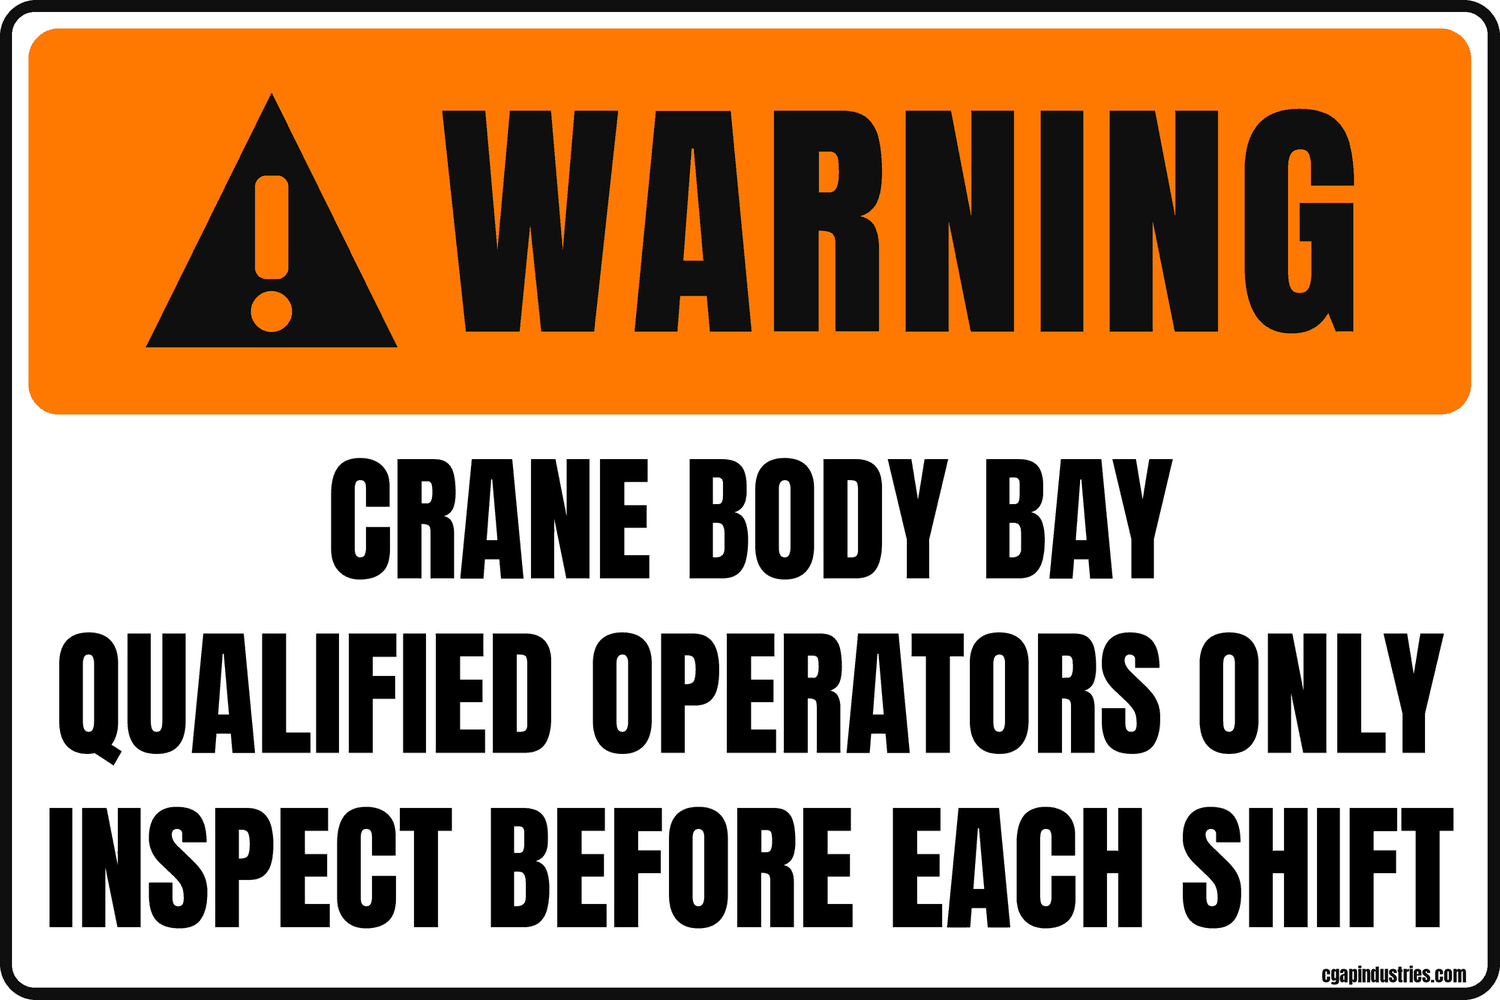 WARNING
CRANE BODY BAY
QUALIFIED OPERATORS ONLY
INSPECT BEFORE EACH SHIFT
cgapindustries.com